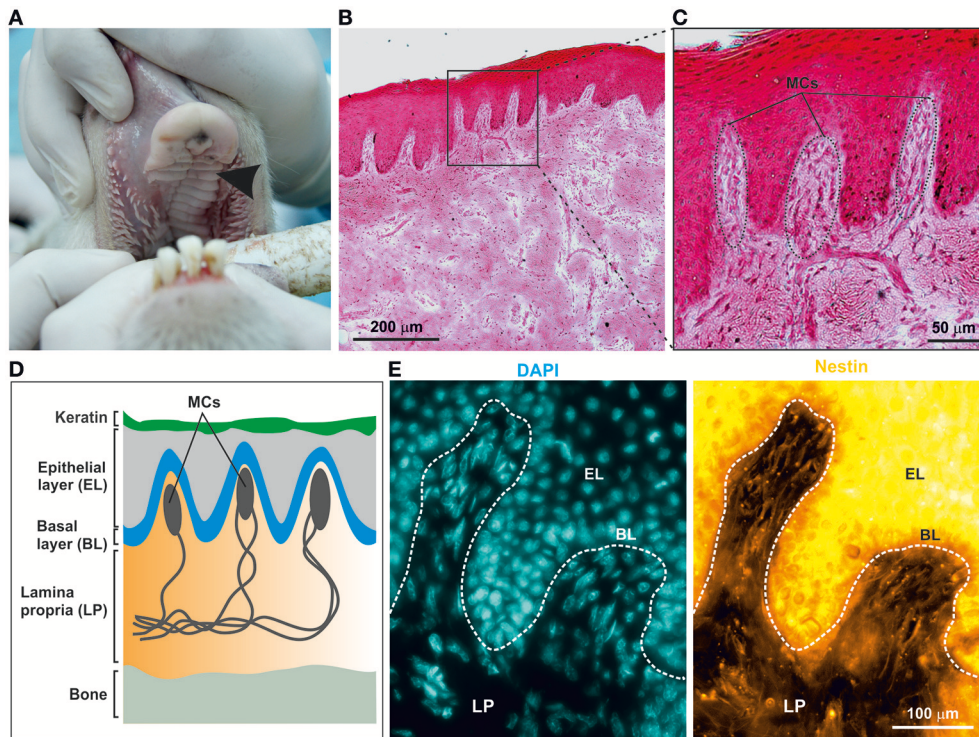 A
B
C
MCs
200 µm
50 µm
D
E
DAPI
Nestin
MCs
Keratin
Epithelial
layer (EL)
Basal
layer (BL)
Lamina
propria (LP)
Bone
EL
BL
LP
EL
BL
LP
100 µm